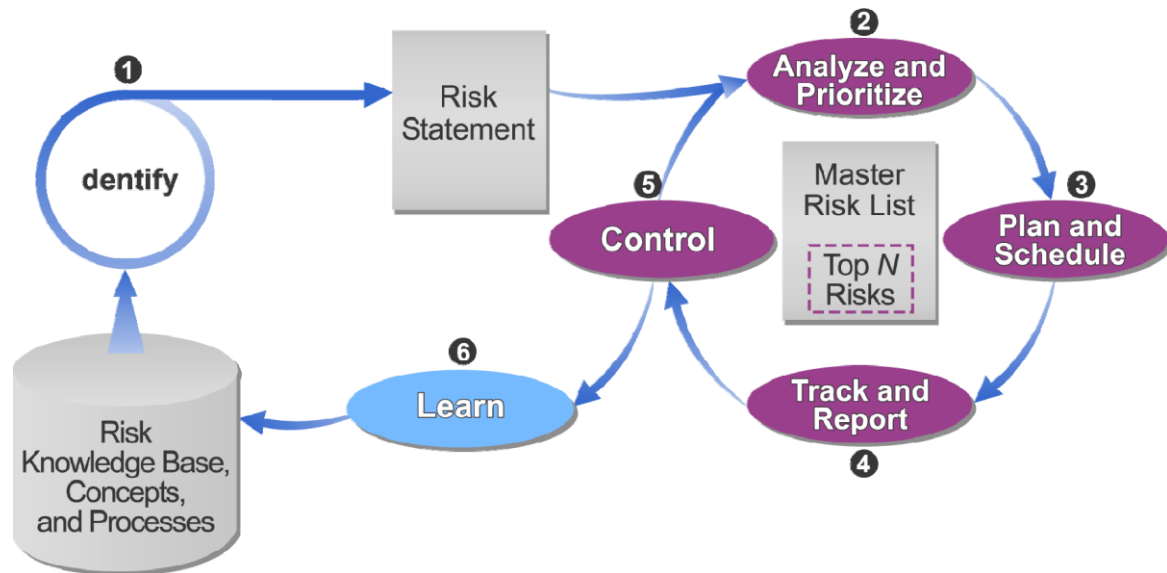 1
dentify
Risk
Statement
2
Analyze and
Prioritize
3
Plan and
Schedule
Master
Risk List
Top N
Risks
4
Track and
Report
5
Control
6
Learn
Risk
Knowledge Base,
Concepts,
and Processes